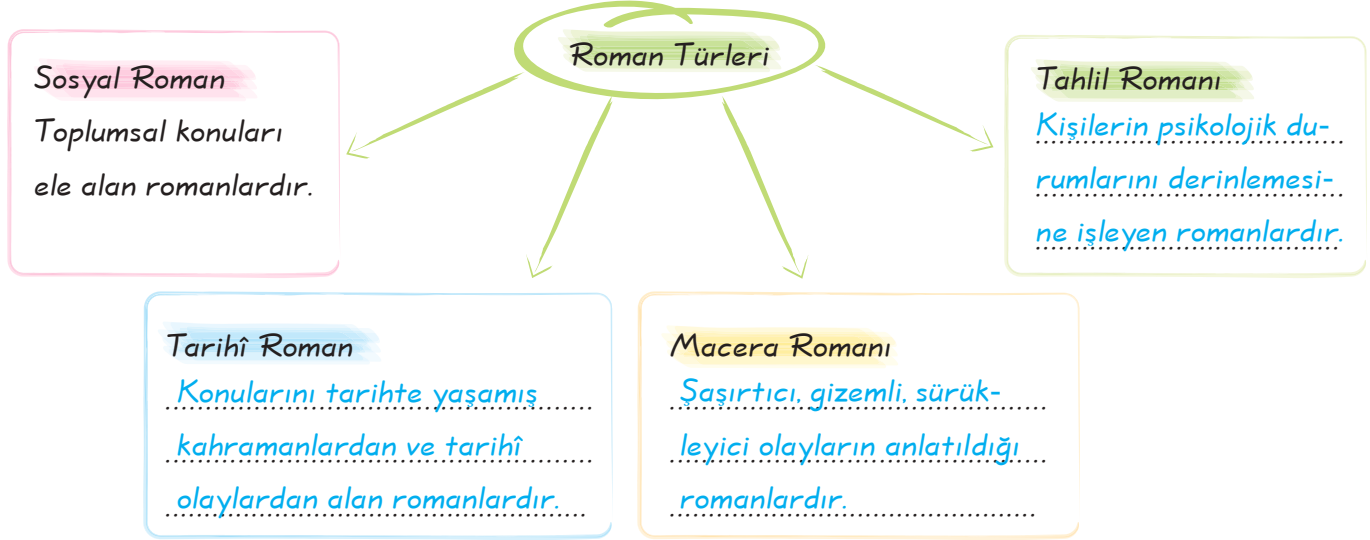 Roman Türleri
Sosyal Roman
Toplumsal konuları
ele alan romanlardır.
Tarihî Roman
Konularını tarihte yaşamış
kahramanlardan ve tarihî
olaylardan alan romanlardır.
Macera Romanı
Şaşırtıcı, gizemli, sürük-
leyici olayların anlatıldığı
romanlardır.
Tahlil Romanı
Kişilerin psikolojik du-
rumlarını derinlemesi-
ne işleyen romanlardır.